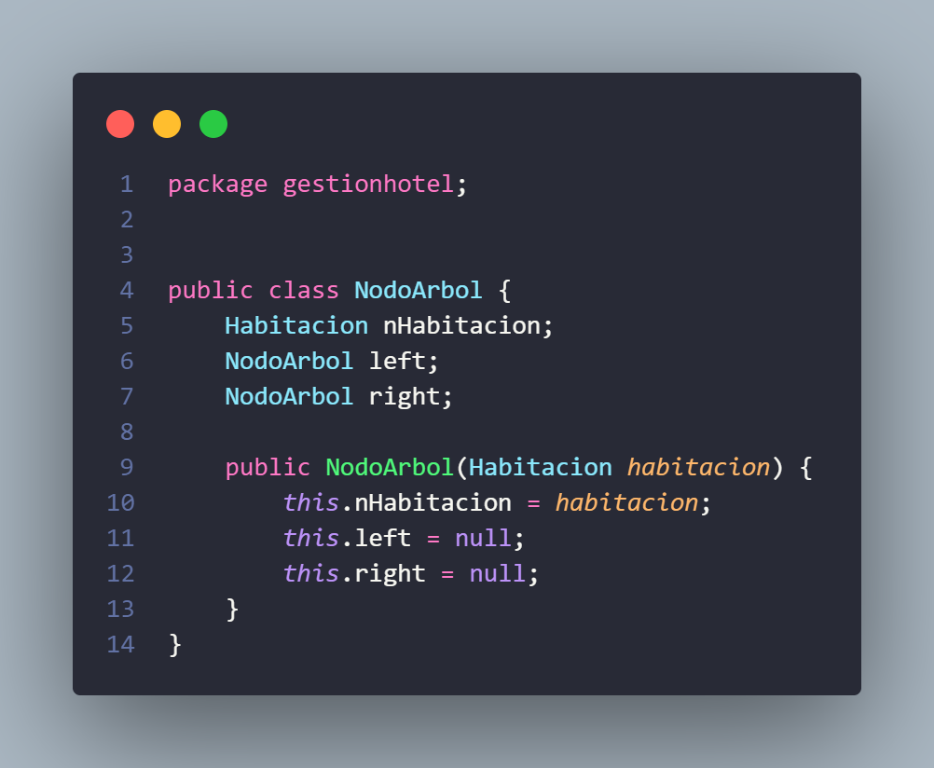 1 package gestionhotel;
2
3
4 public class NodoArbol {
5     Habitacion nHabitacion;
6     NodoArbol left;
7     NodoArbol right;
8
9     public NodoArbol(Habitacion habitacion) {
10         this.nHabitacion = habitacion;
11         this.left = null;
12         this.right = null;
13     }
14 }